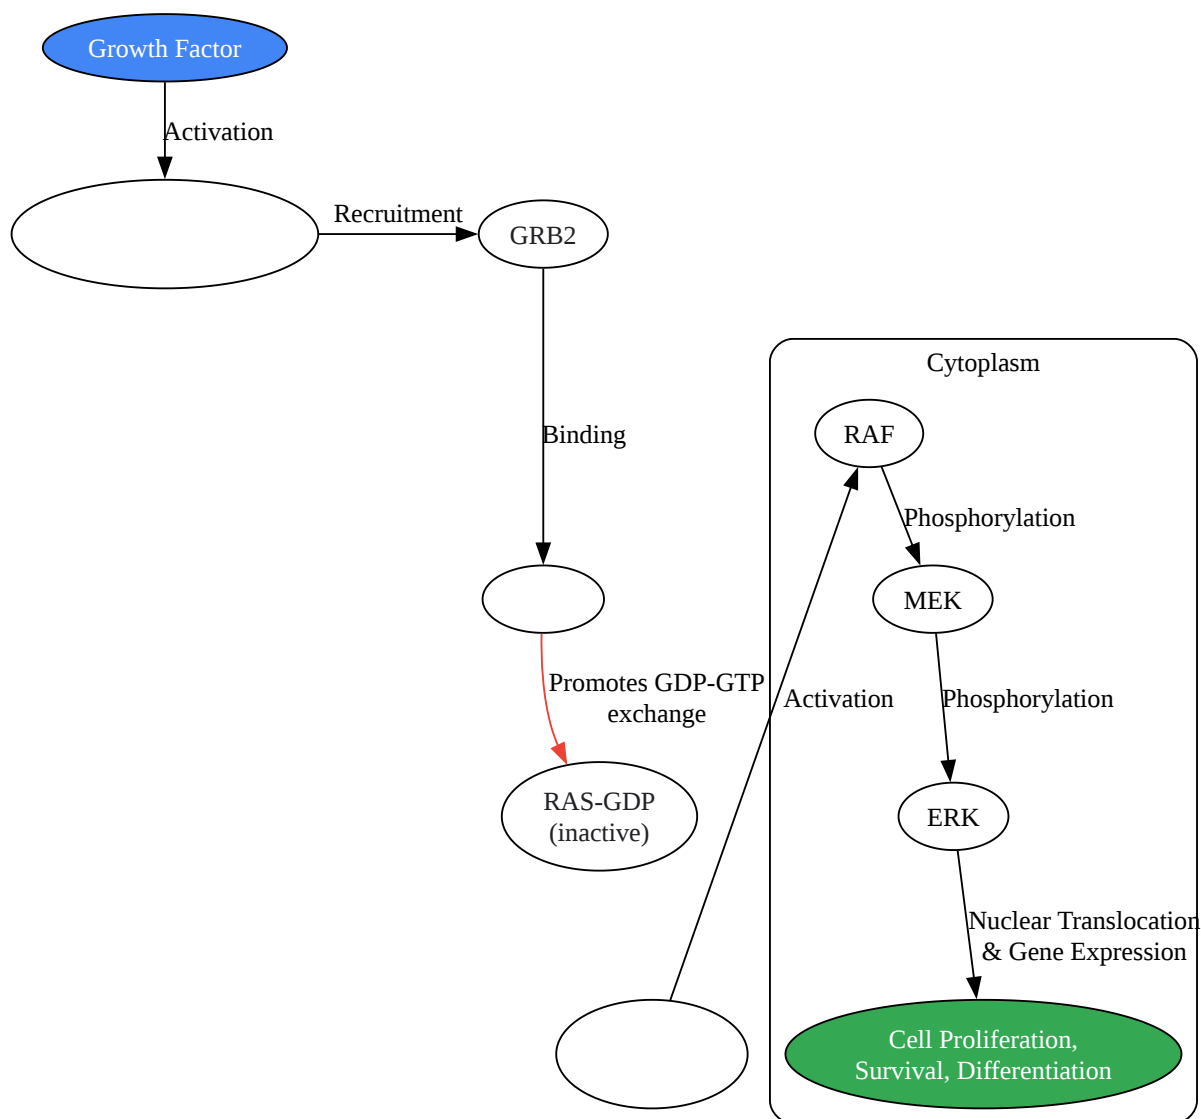 Growth Factor
Activation
Recruitment
GRB2
Cytoplasm
RAF
Binding
Phosphorylation
MEK
Promotes GDP-GTP
exchange
Activation
Phosphorylation
RAS-GDP
(inactive)
ERK
Nuclear Translocation
& Gene Expression
Cell Proliferation,
Survival, Differentiation